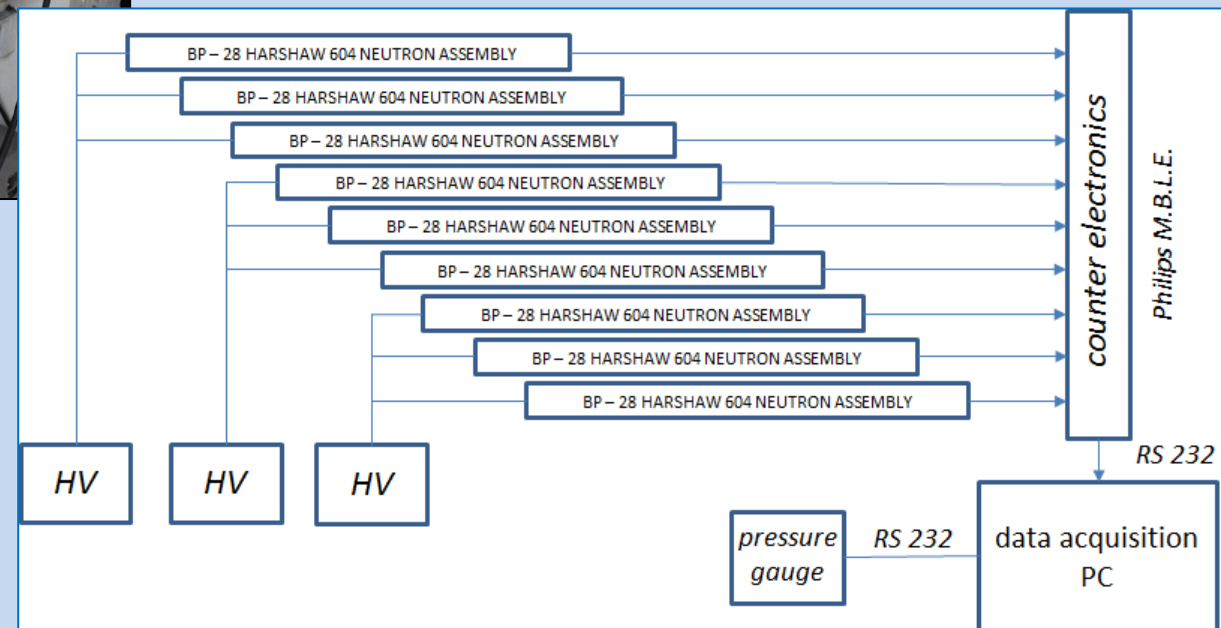 BP – 28 HARSHAW 604 NEUTRON ASSEMBLY
BP – 28 HARSHAW 604 NEUTRON ASSEMBLY
BP – 28 HARSHAW 604 NEUTRON ASSEMBLY
BP – 28 HARSHAW 604 NEUTRON ASSEMBLY
BP – 28 HARSHAW 604 NEUTRON ASSEMBLY
BP – 28 HARSHAW 604 NEUTRON ASSEMBLY
BP – 28 HARSHAW 604 NEUTRON ASSEMBLY
BP – 28 HARSHAW 604 NEUTRON ASSEMBLY
BP – 28 HARSHAW 604 NEUTRON ASSEMBLY
counter electronics
Philips M.B.L.E.
HV
HV
HV
RS 232
pressure
gauge
RS 232
data acquisition
PC